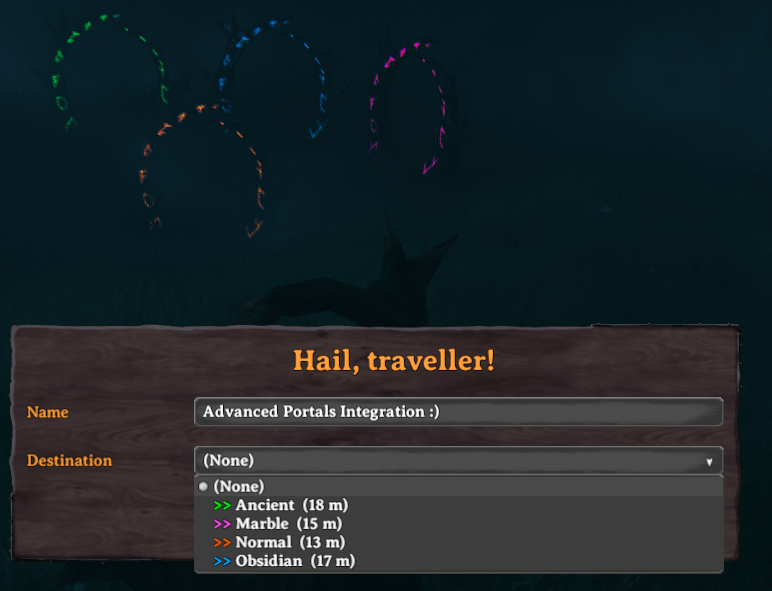 Hail, traveller!
Name
Advanced Portals Integration :)
Destination
(None)
(None)
>> Ancient (18 m)
>> Marble (15 m)
>> Normal (13 m)
>> Obsidian (17 m)